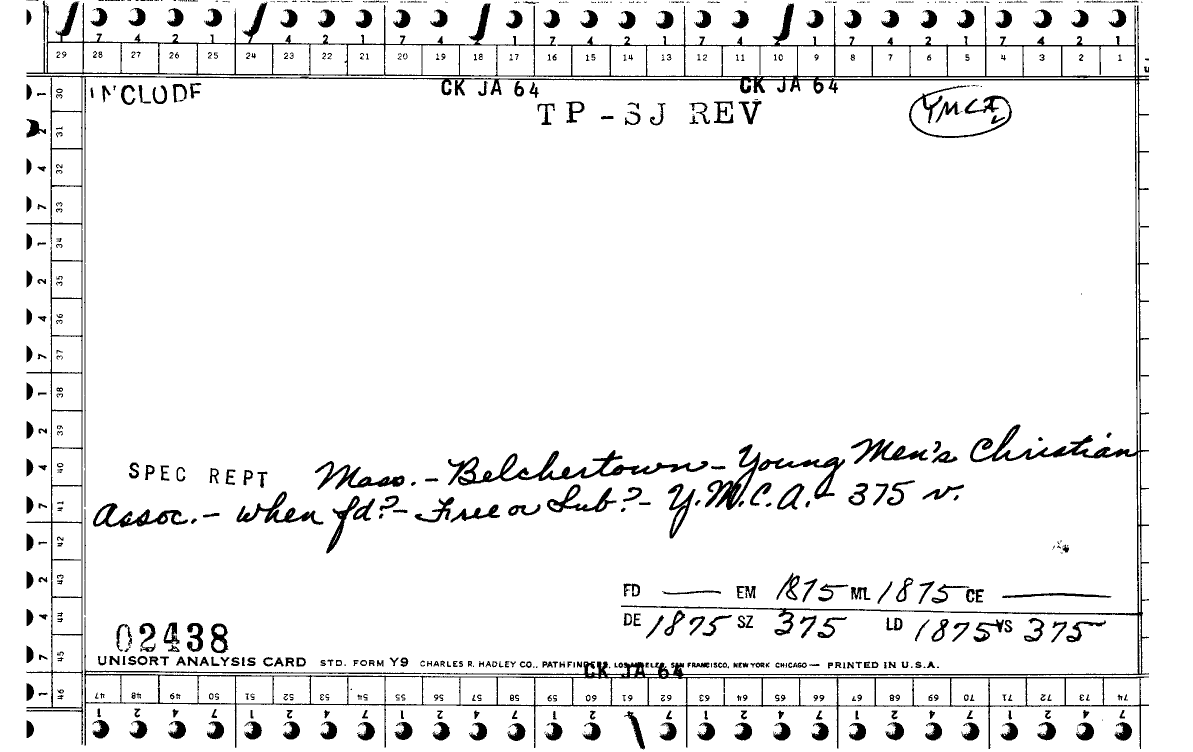 7 4 2 1 7 4 2 1 7 4 2 1 7 4 2 1 7 4 2 1 7 4 2 1
29 28 27 26 25 24 23 22 21 20 19 18 17 16 15 14 13 12 11 10 9 8 7 6 5 4 3 2 1
INCLUDE CK JA 64 CK JA 64
TP-SJ REV YMCA
30 31 32 33 34 35 36 37 38 39 40 41 42 43 44 45 46
SPEC REPT Mass. - Belchertown - Young Men's Christian
Assoc. - when fd? - Free or Sub? - Y.M.C.A. - 375 v.
FD — EM 1875 ML 1875 CE —
DE 1875 SZ 375 LD 1875 VS 375
02438
UNISORT ANALYSIS CARD STD. FORM Y9 CHARLES R. HADLEY CO., PATHFINDERS, LOS ANGELES, SAN FRANCISCO, NEW YORK CHICAGO — PRINTED IN U.S.A.
CK JA 64
47 48 49 50 51 52 53 54 55 56 57 58 59 60 61 62 63 64 65 66 67 68 69 70 71 72 73 74
1 2 4 7 1 2 4 7 1 2 4 7 1 2 4 7 1 2 4 7 1 2 4 7 1 2 4 7